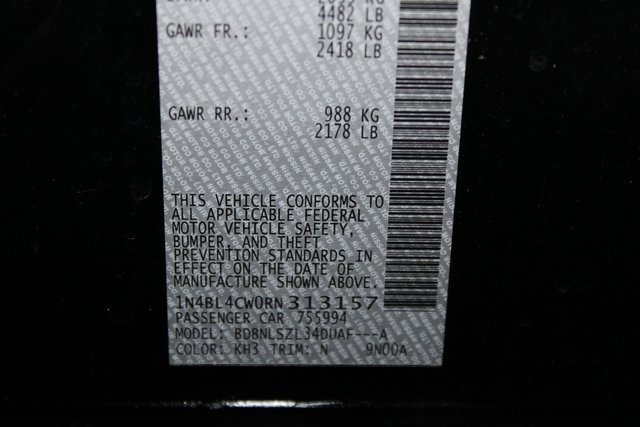 4482 LB
GAWR FR.: 1097 KG
2418 LB
GAWR RR.: 988 KG
2178 LB
THIS VEHICLE CONFORMS TO
ALL APPLICABLE FEDERAL
MOTOR VEHICLE SAFETY,
BUMPER, AND THEFT
PREVENTION STANDARDS IN
EFFECT ON THE DATE OF
MANUFACTURE SHOWN ABOVE.
1N4BL4CW0RN313157
PASSENGER CAR 755994
MODEL: BDBNLSZL34DUAF---A
COLOR: KH3 TRIM: N 9N00A